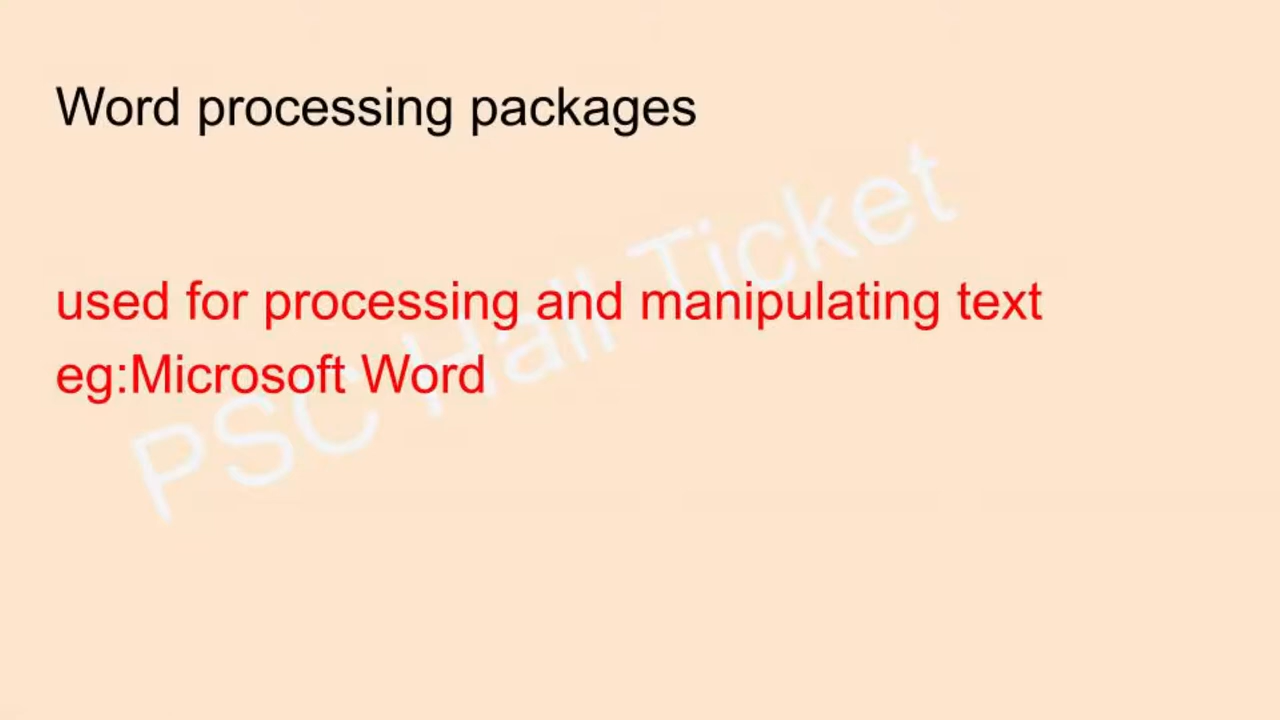 Word processing packages
used for processing and manipulating text
eg:Microsoft Word
PSC Hall Ticket